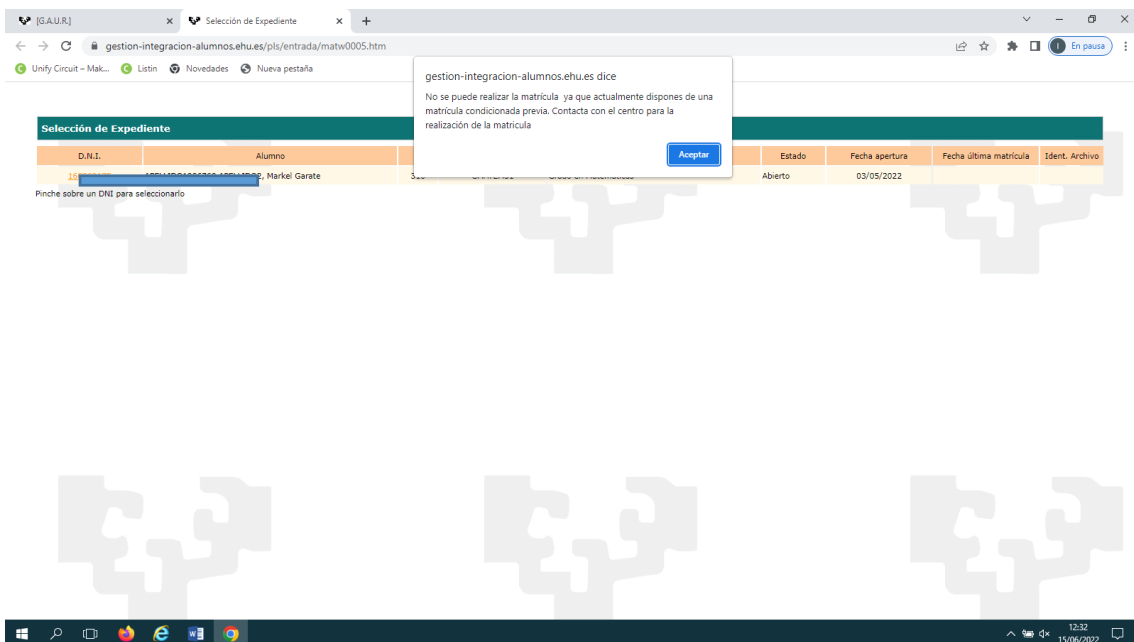 [G.A.U.R.]
Selección de Expediente
gestion-integracion-alumnos.ehu.es/pls/entrada/matw0005.htm
En pausa
Unify Circuit – Mak... Listin Novedades Nueva pestaña
gestion-integracion-alumnos.ehu.es dice
No se puede realizar la matrícula ya que actualmente dispones de una
matrícula condicionada previa. Contacta con el centro para la
realización de la matricula
Aceptar
Selección de Expediente
D.N.I. Alumno Estado Fecha apertura Fecha última matrícula Ident. Archivo
, Markel Garate Abierto 03/05/2022
Pinche sobre un DNI para seleccionarlo
12:32
15/06/2022